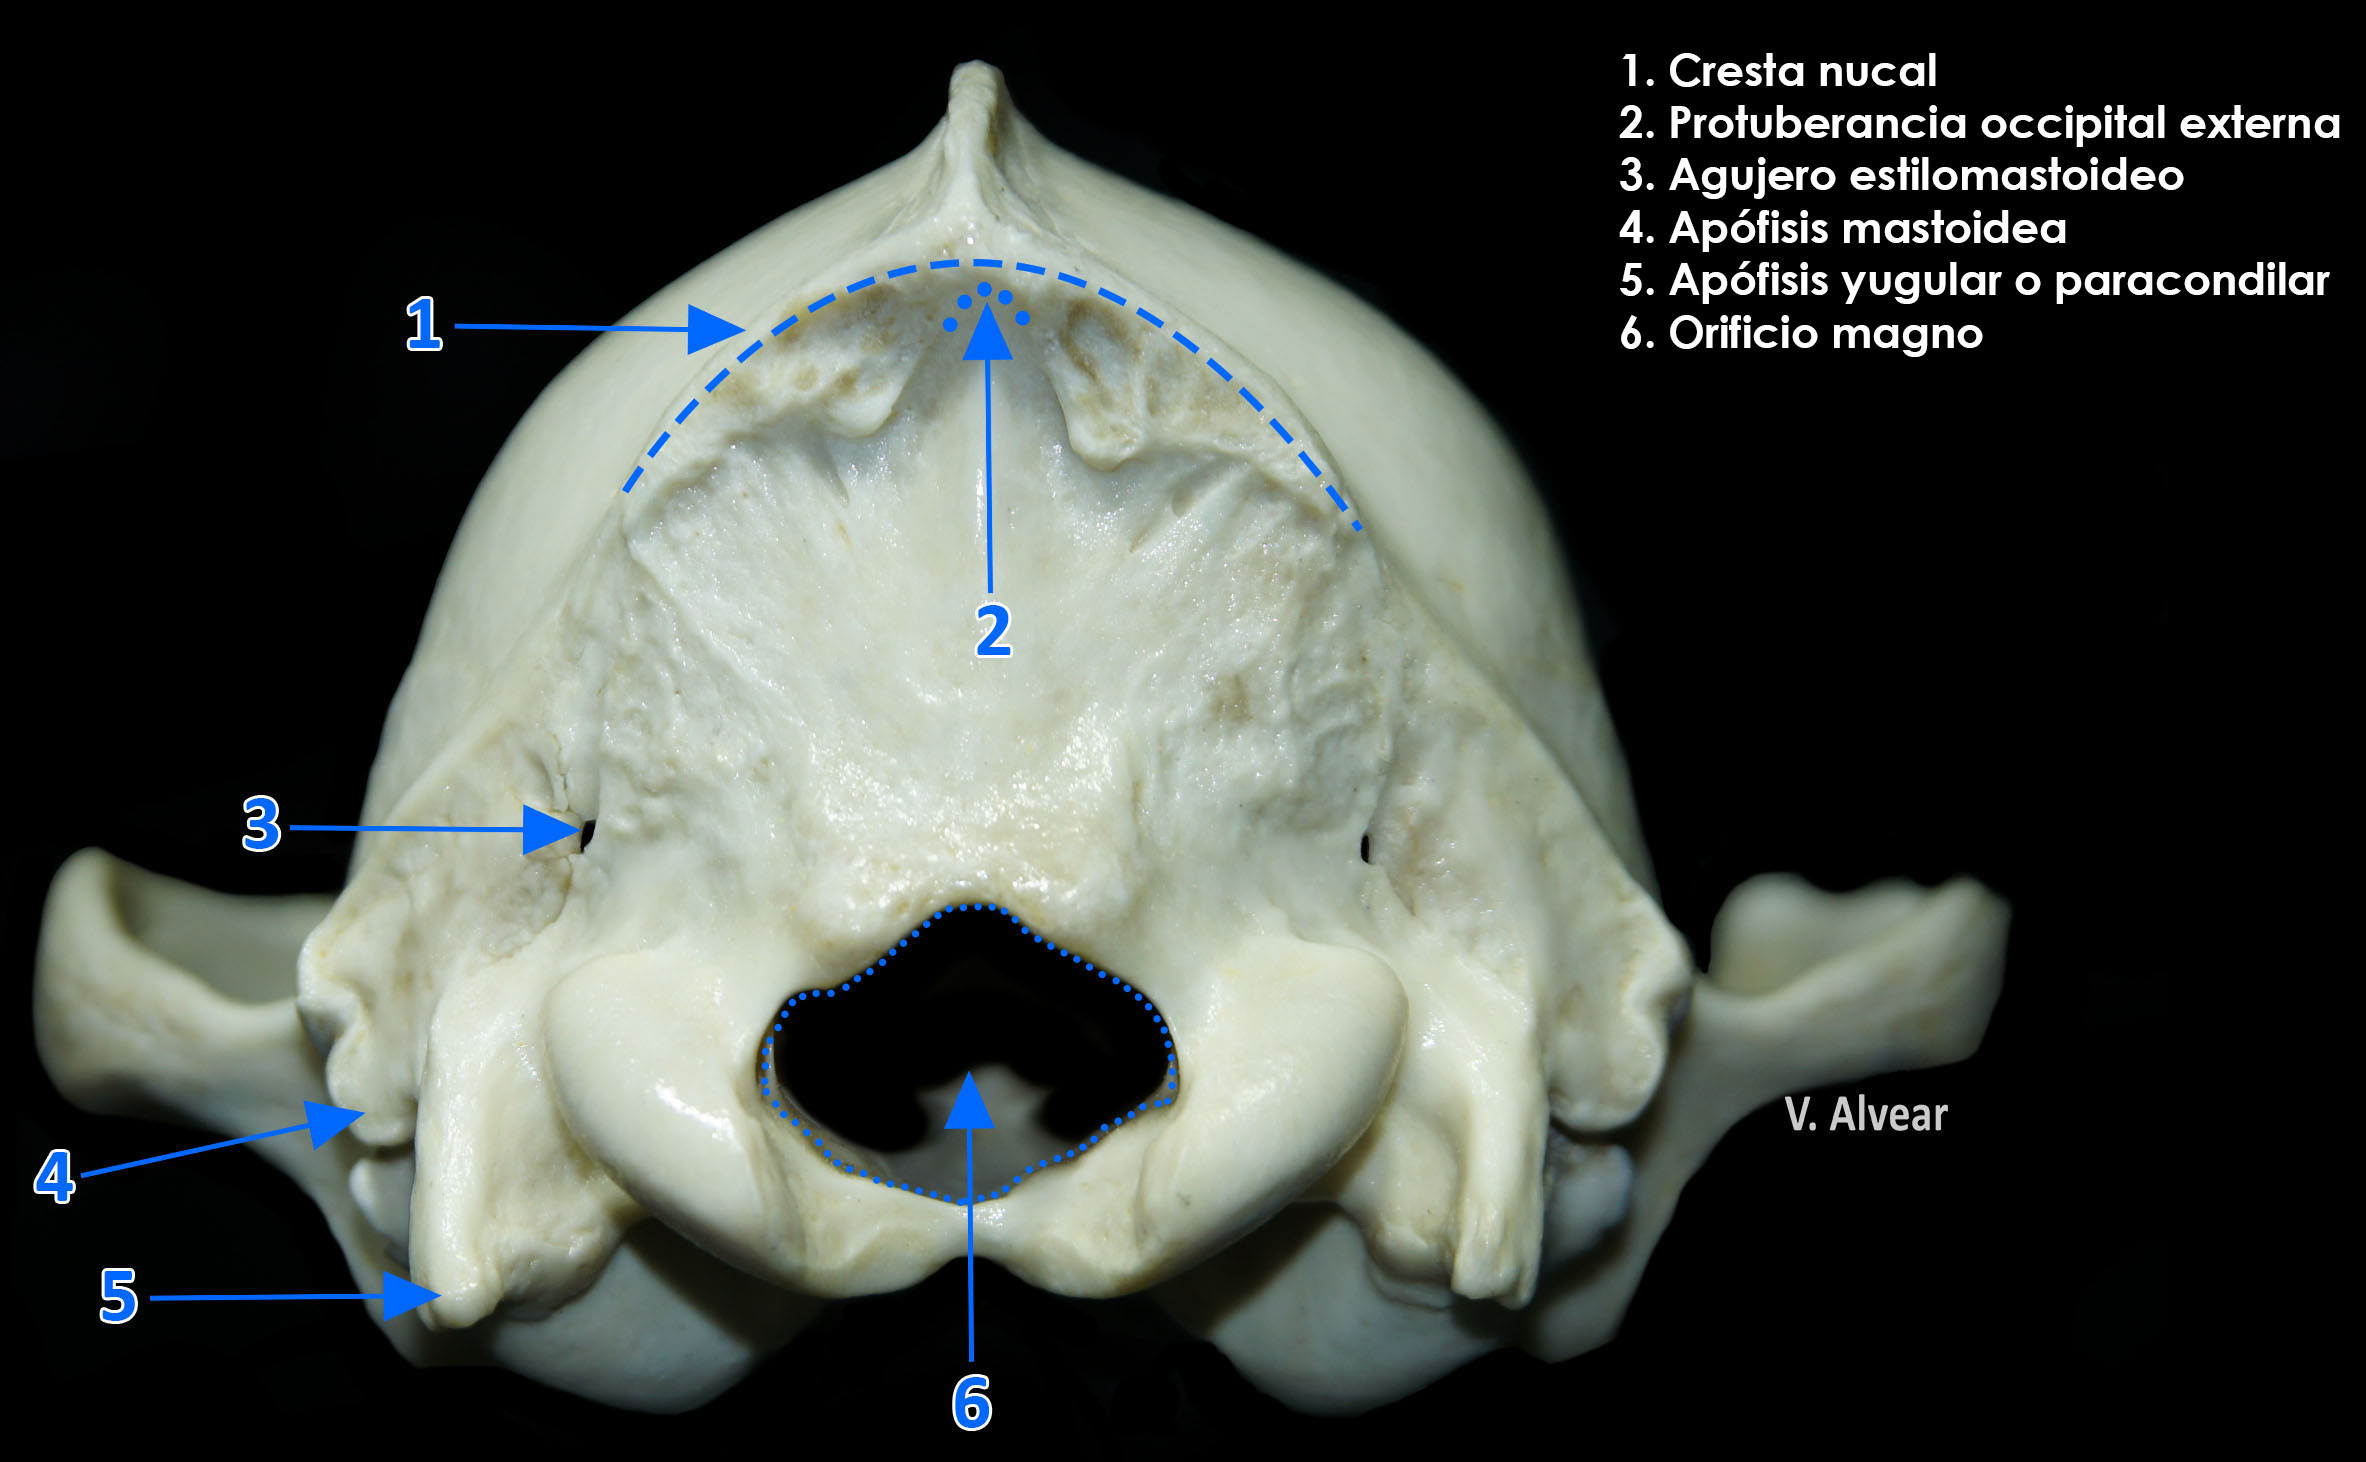 1. Cresta nucal
2. Protuberancia occipital externa
3. Agujero estilomastoideo
4. Apófisis mastoidea
5. Apófisis yugular o paracondilar
6. Orificio magno
1
2
3
4
V. Alvear
5
6